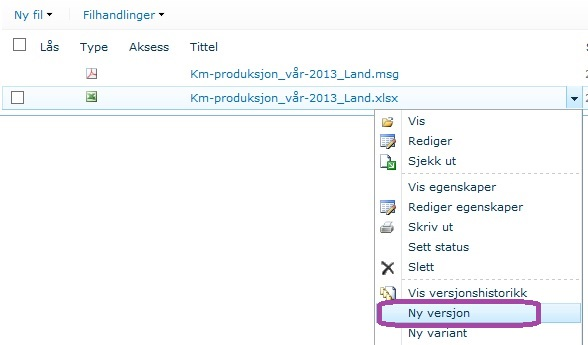 Ny fil Filhandlinger
Lås Type Aksess Tittel
Km-produksjon_vår-2013_Land.msg
Km-produksjon_vår-2013_Land.xlsx
Vis
Rediger
Sjekk ut
Vis egenskaper
Rediger egenskaper
Skriv ut
Sett status
Slett
Vis versjonshistorikk
Ny versjon
Ny variant